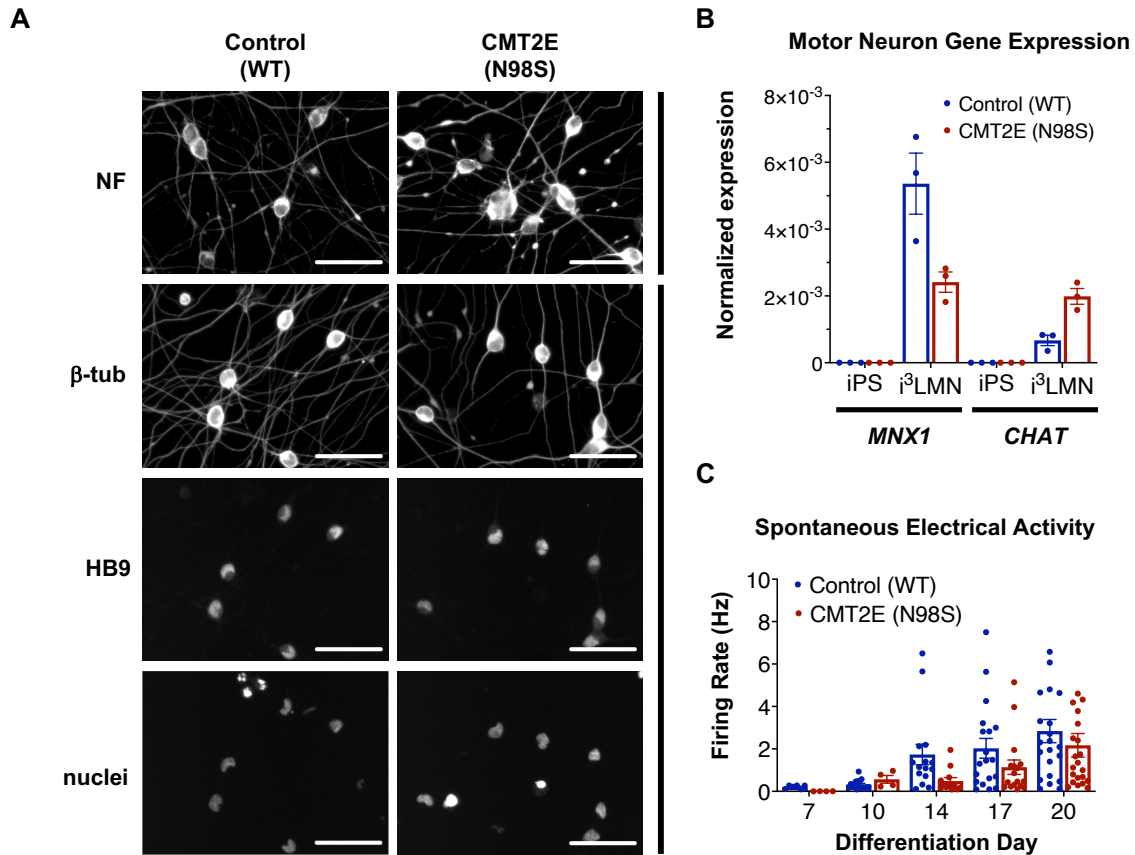 A
Control
(WT)
CMT2E
(N98S)
NF
β-tub
HB9
nuclei
B
Motor Neuron Gene Expression
Normalized expression
8×10⁻³
6×10⁻³
4×10⁻³
2×10⁻³
0
Control (WT)
CMT2E (N98S)
iPS i³LMN iPS i³LMN
MNX1 CHAT
C
Spontaneous Electrical Activity
Firing Rate (Hz)
10
8
6
4
2
0
Control (WT)
CMT2E (N98S)
7 10 14 17 20
Differentiation Day